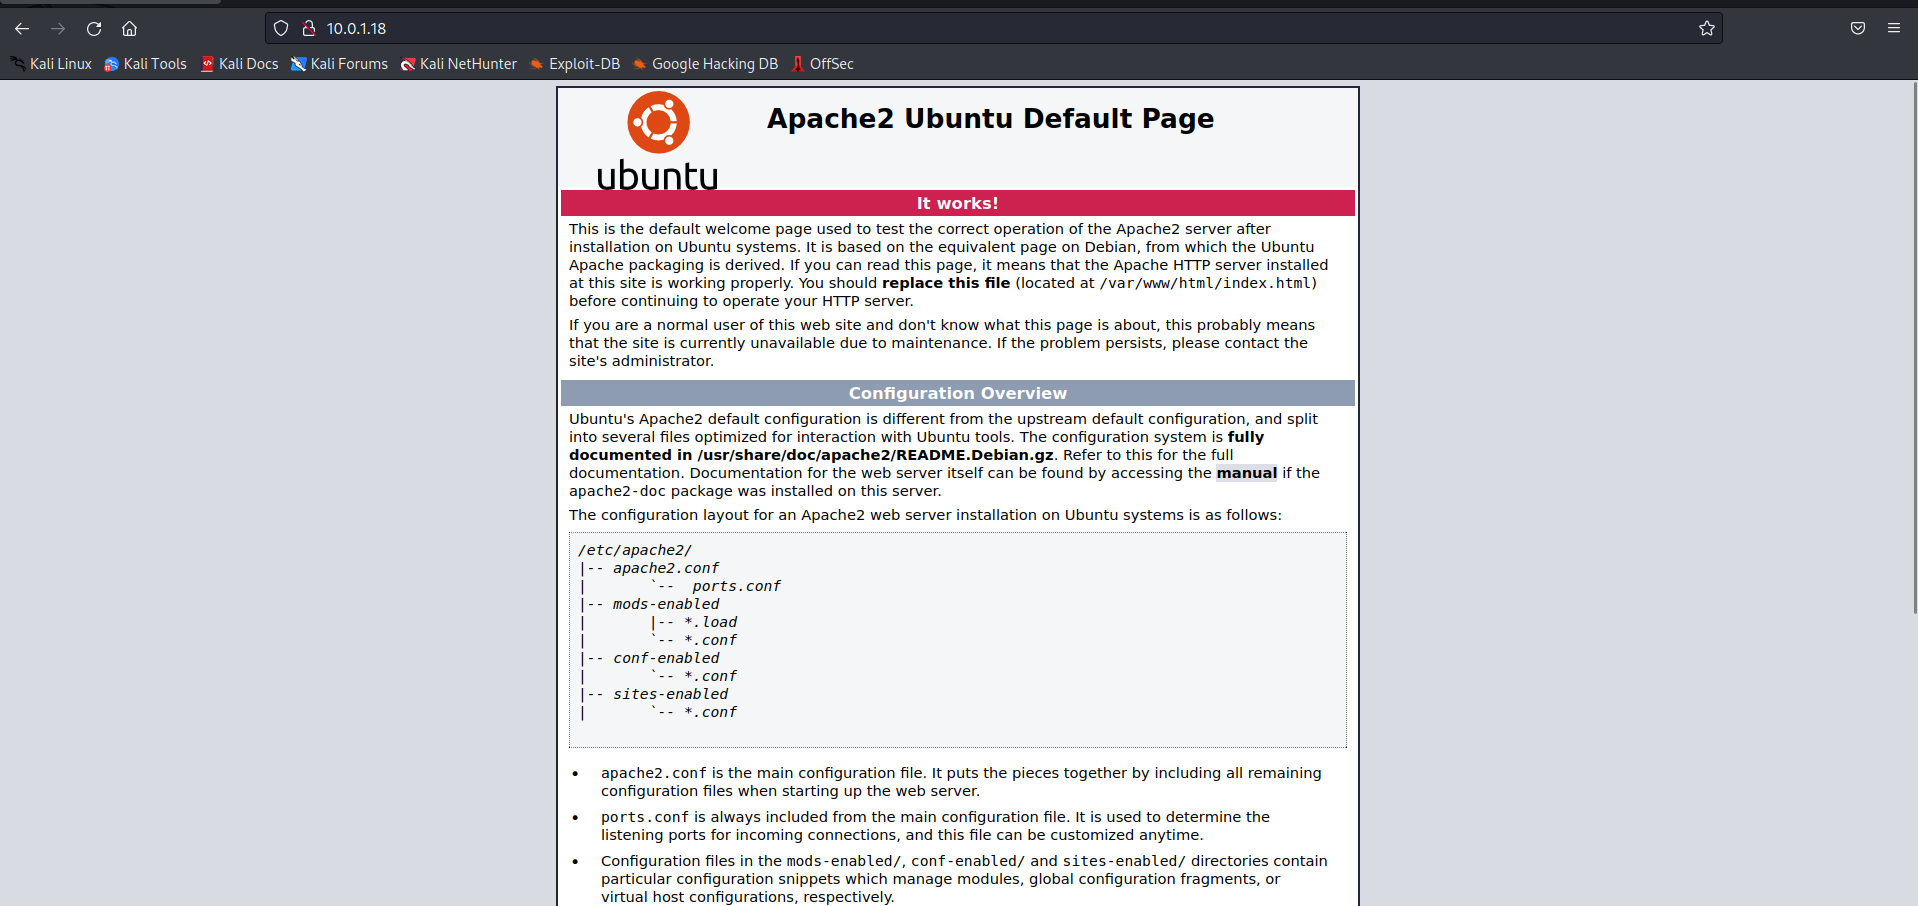 10.0.1.18
Kali Linux Kali Tools Kali Docs Kali Forums Kali NetHunter Exploit-DB Google Hacking DB OffSec
ubuntu
Apache2 Ubuntu Default Page
It works!
This is the default welcome page used to test the correct operation of the Apache2 server after
installation on Ubuntu systems. It is based on the equivalent page on Debian, from which the Ubuntu
Apache packaging is derived. If you can read this page, it means that the Apache HTTP server installed
at this site is working properly. You should replace this file (located at /var/www/html/index.html)
before continuing to operate your HTTP server.
If you are a normal user of this web site and don't know what this page is about, this probably means
that the site is currently unavailable due to maintenance. If the problem persists, please contact the
site's administrator.
Configuration Overview
Ubuntu's Apache2 default configuration is different from the upstream default configuration, and split
into several files optimized for interaction with Ubuntu tools. The configuration system is fully
documented in /usr/share/doc/apache2/README.Debian.gz. Refer to this for the full
documentation. Documentation for the web server itself can be found by accessing the manual if the
apache2-doc package was installed on this server.
The configuration layout for an Apache2 web server installation on Ubuntu systems is as follows:
/etc/apache2/
|-- apache2.conf
|       `--  ports.conf
|-- mods-enabled
|       |-- *.load
|       `-- *.conf
|-- conf-enabled
|       `-- *.conf
|-- sites-enabled
|       `-- *.conf
• apache2.conf is the main configuration file. It puts the pieces together by including all remaining
configuration files when starting up the web server.
• ports.conf is always included from the main configuration file. It is used to determine the
listening ports for incoming connections, and this file can be customized anytime.
• Configuration files in the mods-enabled/, conf-enabled/ and sites-enabled/ directories contain
particular configuration snippets which manage modules, global configuration fragments, or
virtual host configurations, respectively.